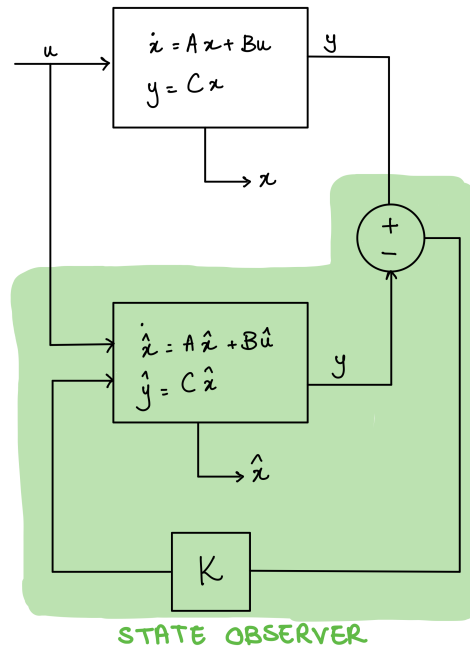 u
ẋ = Ax + Bu
y = Cx
y
x
+
−
x̂̇ = Ax̂ + Bû
ŷ = Cx̂
y
x̂
K
STATE OBSERVER